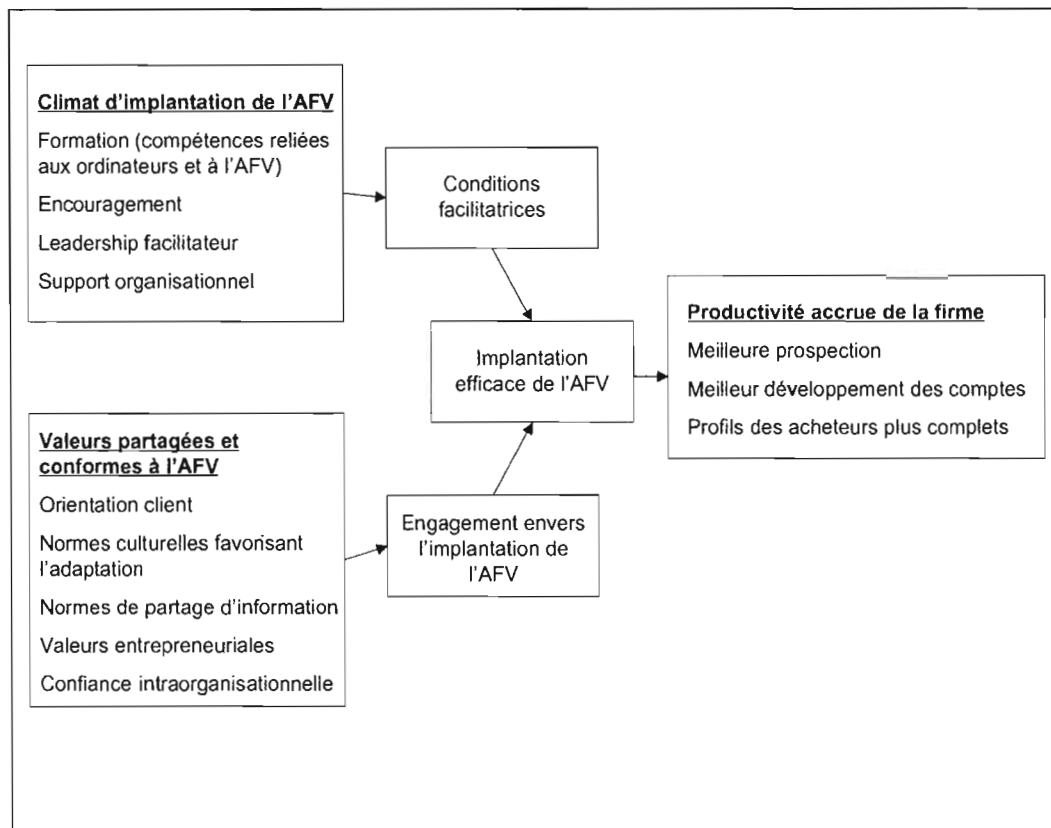 Climat d'implantation de l'AFV
Formation (compétences reliées
aux ordinateurs et à l'AFV)
Encouragement
Leadership facilitateur
Support organisationnel
Conditions
facilitatrices
Implantation
efficace de l'AFV
Productivité accrue de la firme
Meilleure prospection
Meilleur développement des comptes
Profils des acheteurs plus complets
Valeurs partagées et
conformes à l'AFV
Orientation client
Normes culturelles favorisant
l'adaptation
Normes de partage d'information
Valeurs entrepreneuriales
Confiance intraorganisationnelle
Engagement envers
l'implantation de
l'AFV